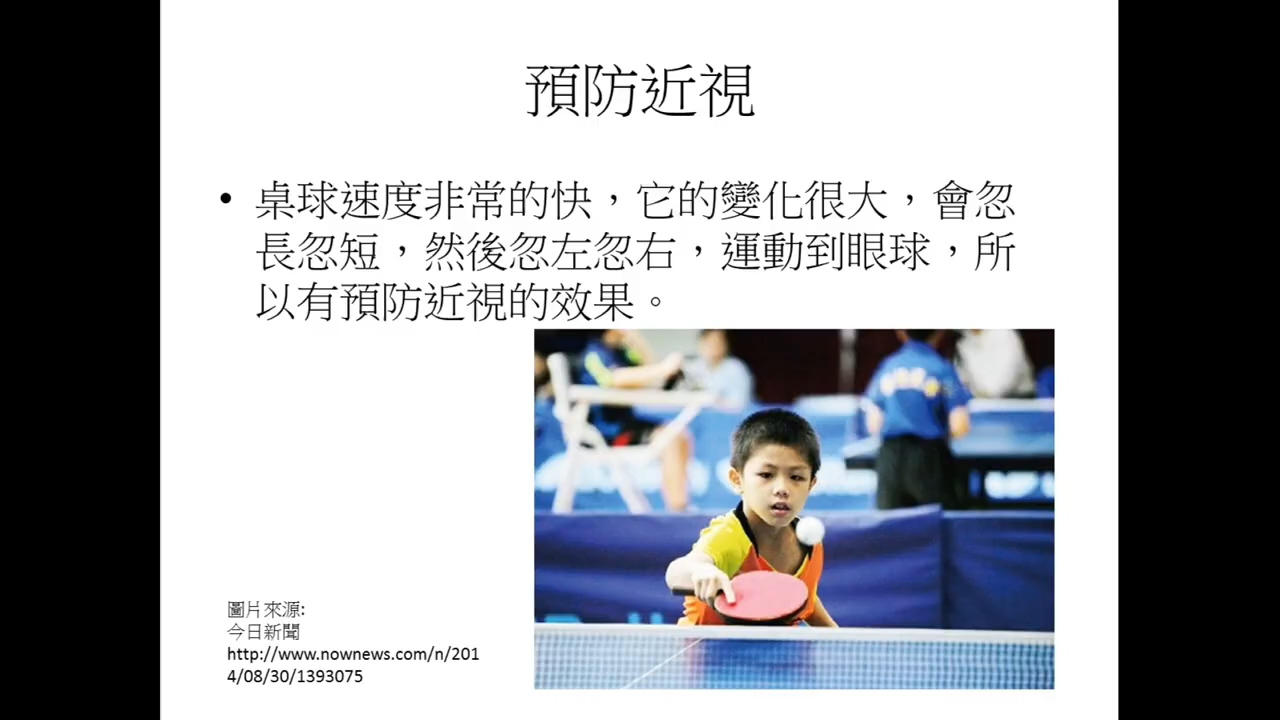 預防近視
• 桌球速度非常的快，它的變化很大，會忽
長忽短，然後忽左忽右，運動到眼球，所
以有預防近視的效果。
圖片來源:
今日新聞
http://www.nownews.com/n/201
4/08/30/1393075